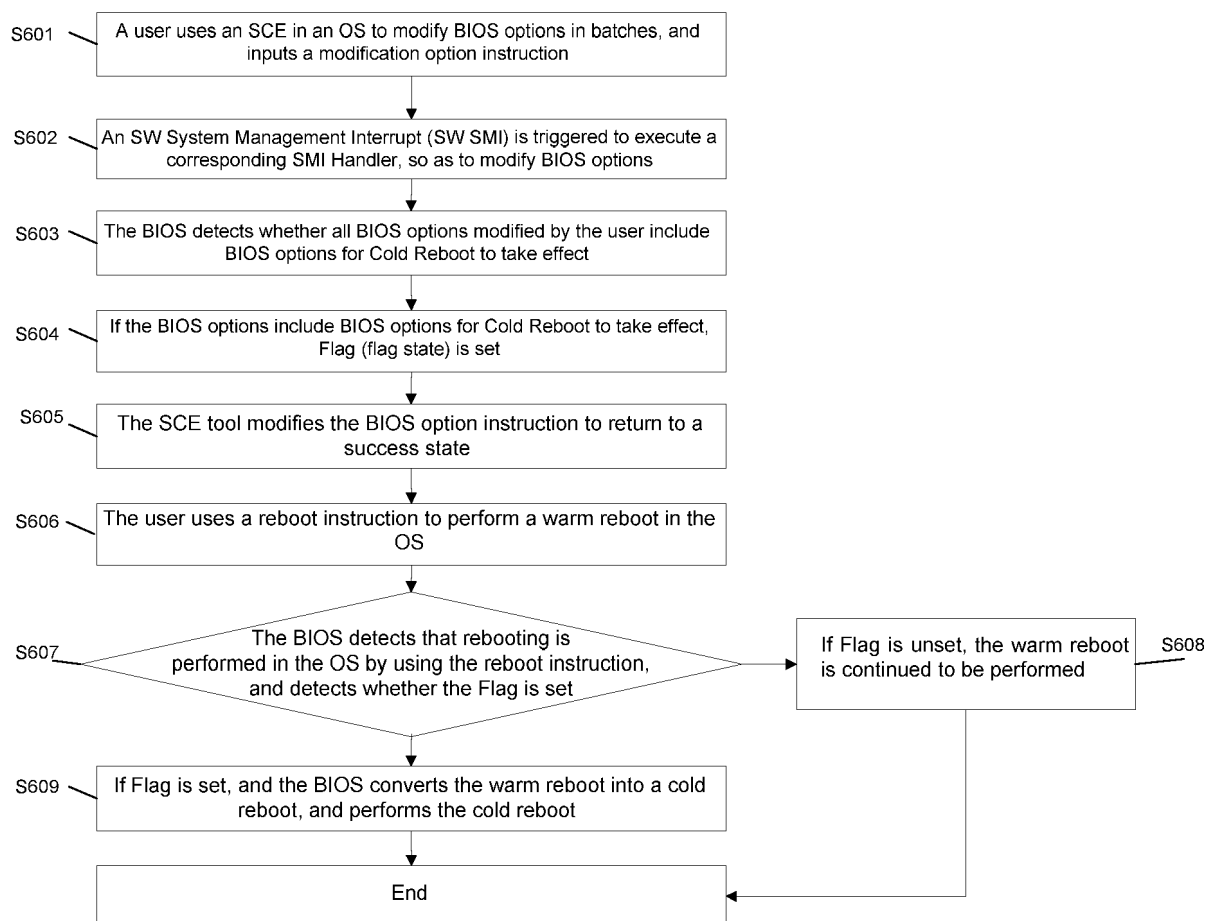 S601
A user uses an SCE in an OS to modify BIOS options in batches, and
inputs a modification option instruction
S602
An SW System Management Interrupt (SW SMI) is triggered to execute a
corresponding SMI Handler, so as to modify BIOS options
S603
The BIOS detects whether all BIOS options modified by the user include
BIOS options for Cold Reboot to take effect
S604
If the BIOS options include BIOS options for Cold Reboot to take effect,
Flag (flag state) is set
S605
The SCE tool modifies the BIOS option instruction to return to a
success state
S606
The user uses a reboot instruction to perform a warm reboot in the
OS
S607
The BIOS detects that rebooting is
performed in the OS by using the reboot instruction,
and detects whether the Flag is set
If Flag is unset, the warm reboot
is continued to be performed
S608
S609
If Flag is set, and the BIOS converts the warm reboot into a cold
reboot, and performs the cold reboot
End